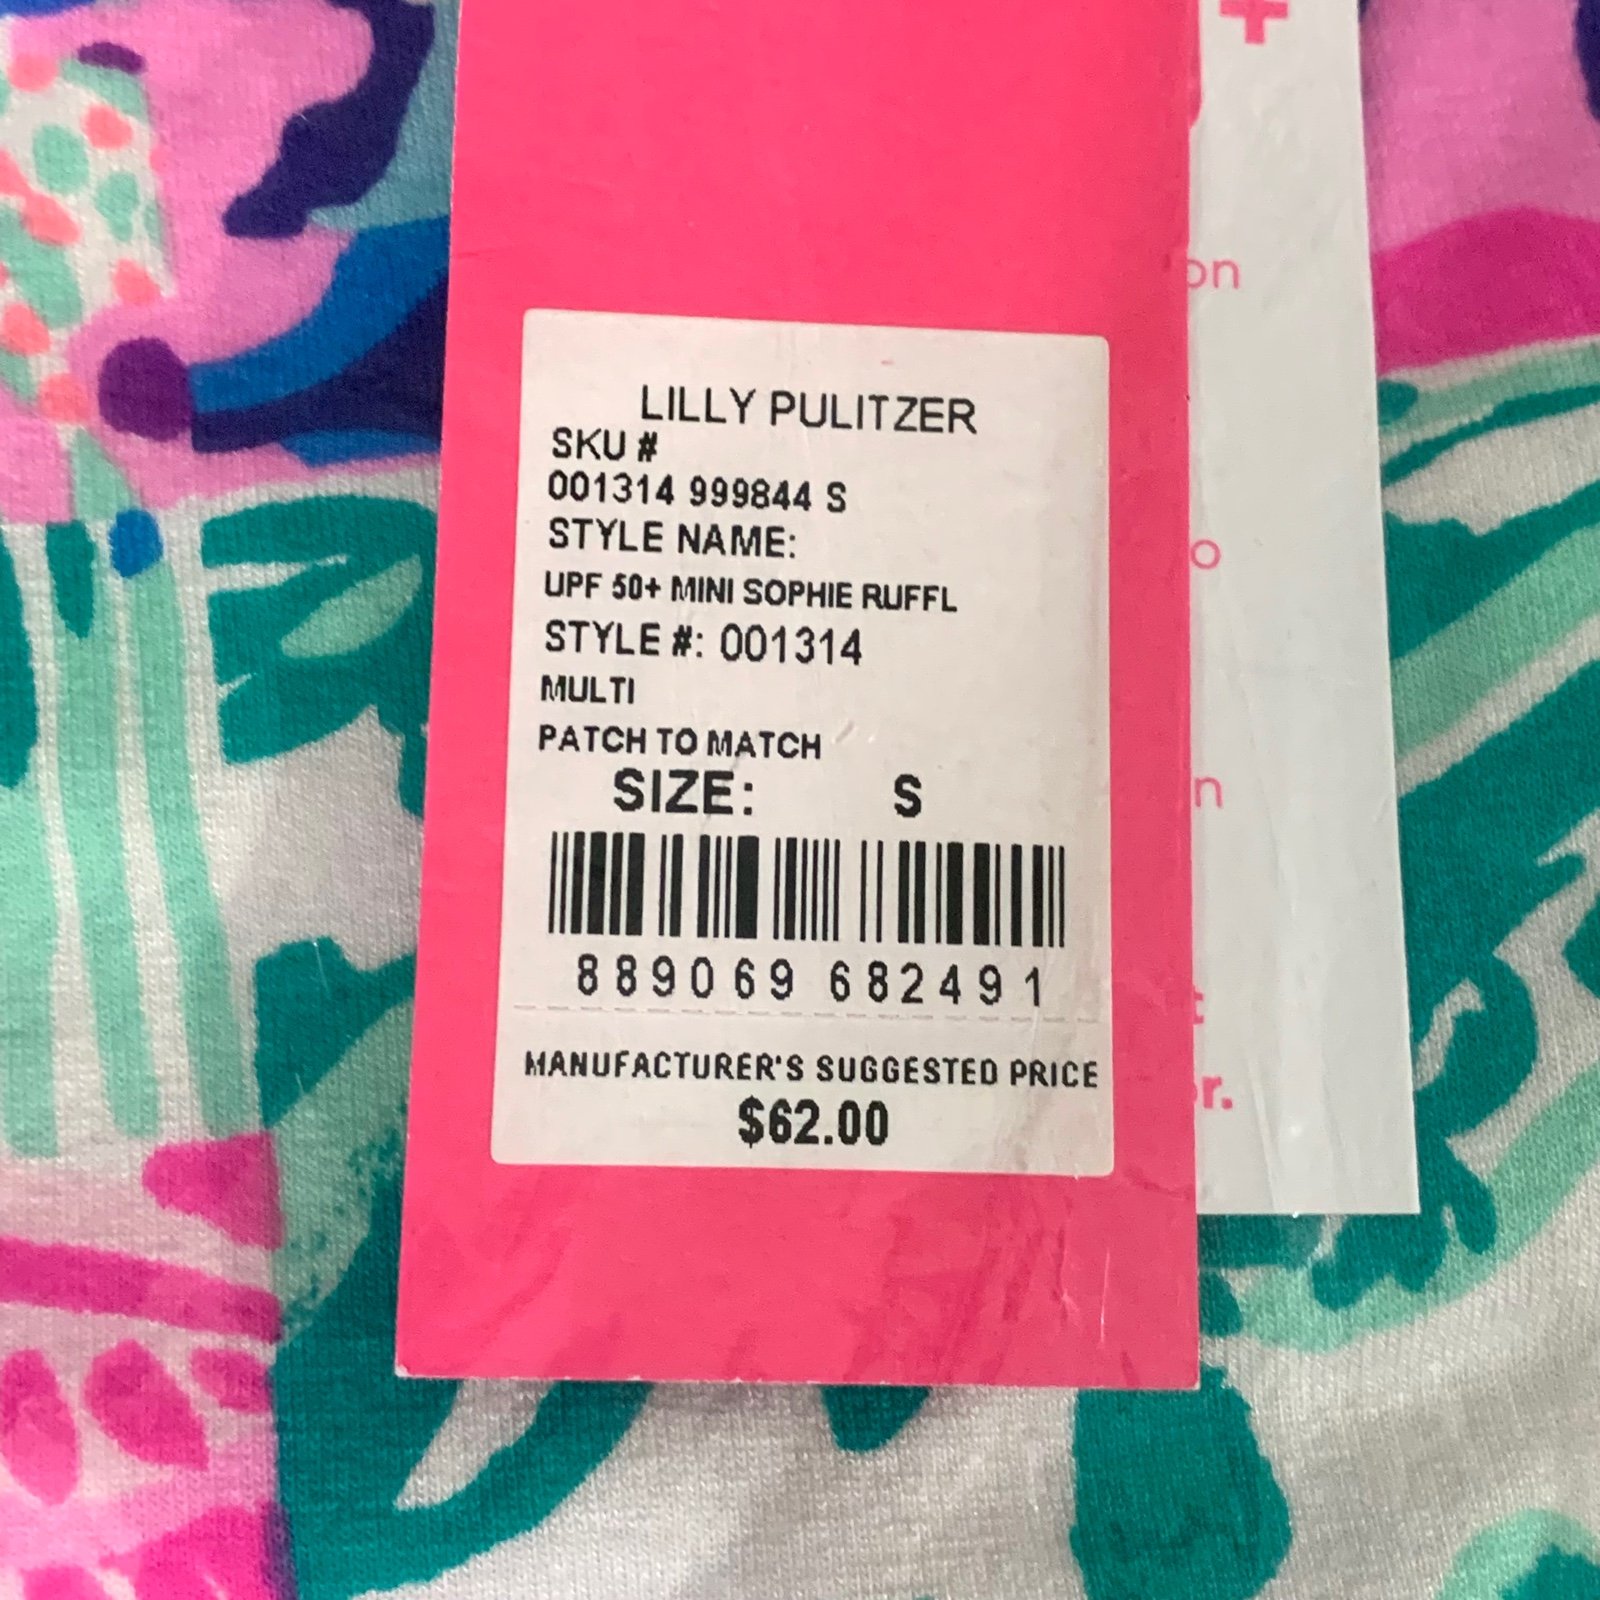 LILLY PULITZER
SKU #
001314 999844 S
STYLE NAME:
UPF 50+ MINI SOPHIE RUFFL
STYLE #: 001314
MULTI
PATCH TO MATCH
SIZE: S
889069 682491
MANUFACTURER'S SUGGESTED PRICE
$62.00
+
on
o
n
r.